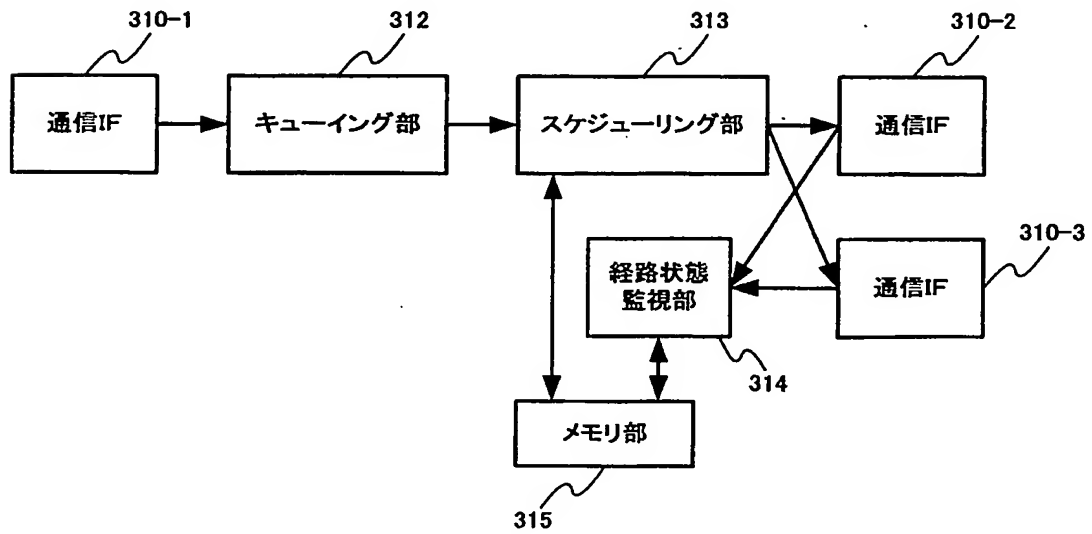 310-1
312
313
310-2
通信IF
キューイング部
スケジューリング部
通信IF
310-3
経路状態
監視部
通信IF
314
メモリ部
315